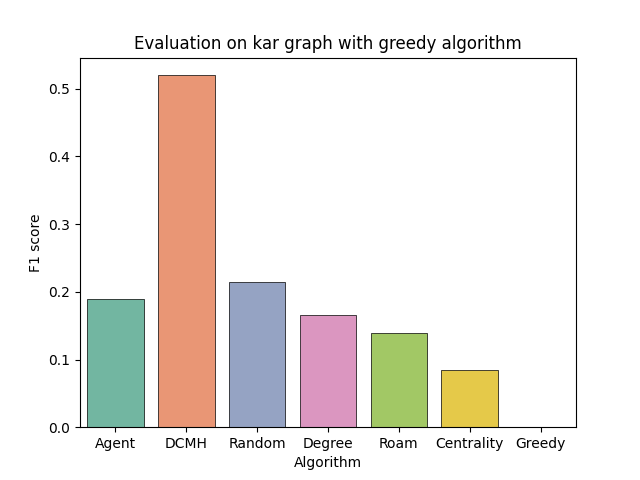 Evaluation on kar graph with greedy algorithm
0.5
0.4
0.3
0.2
0.1
0.0
F1 score
Agent DCMH Random Degree Roam Centrality Greedy
Algorithm